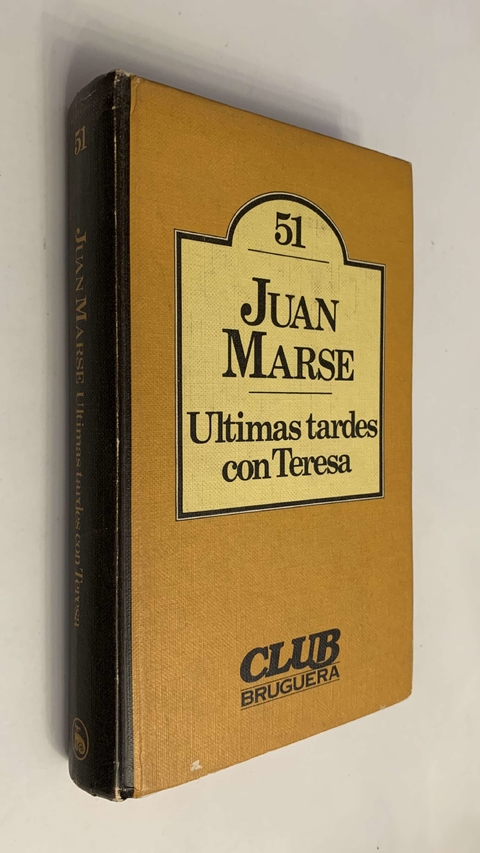 51
JUAN MARSE Ultimas tardes con Teresa
51
JUAN
MARSE
Ultimas tardes
con Teresa
CLUB
BRUGUERA